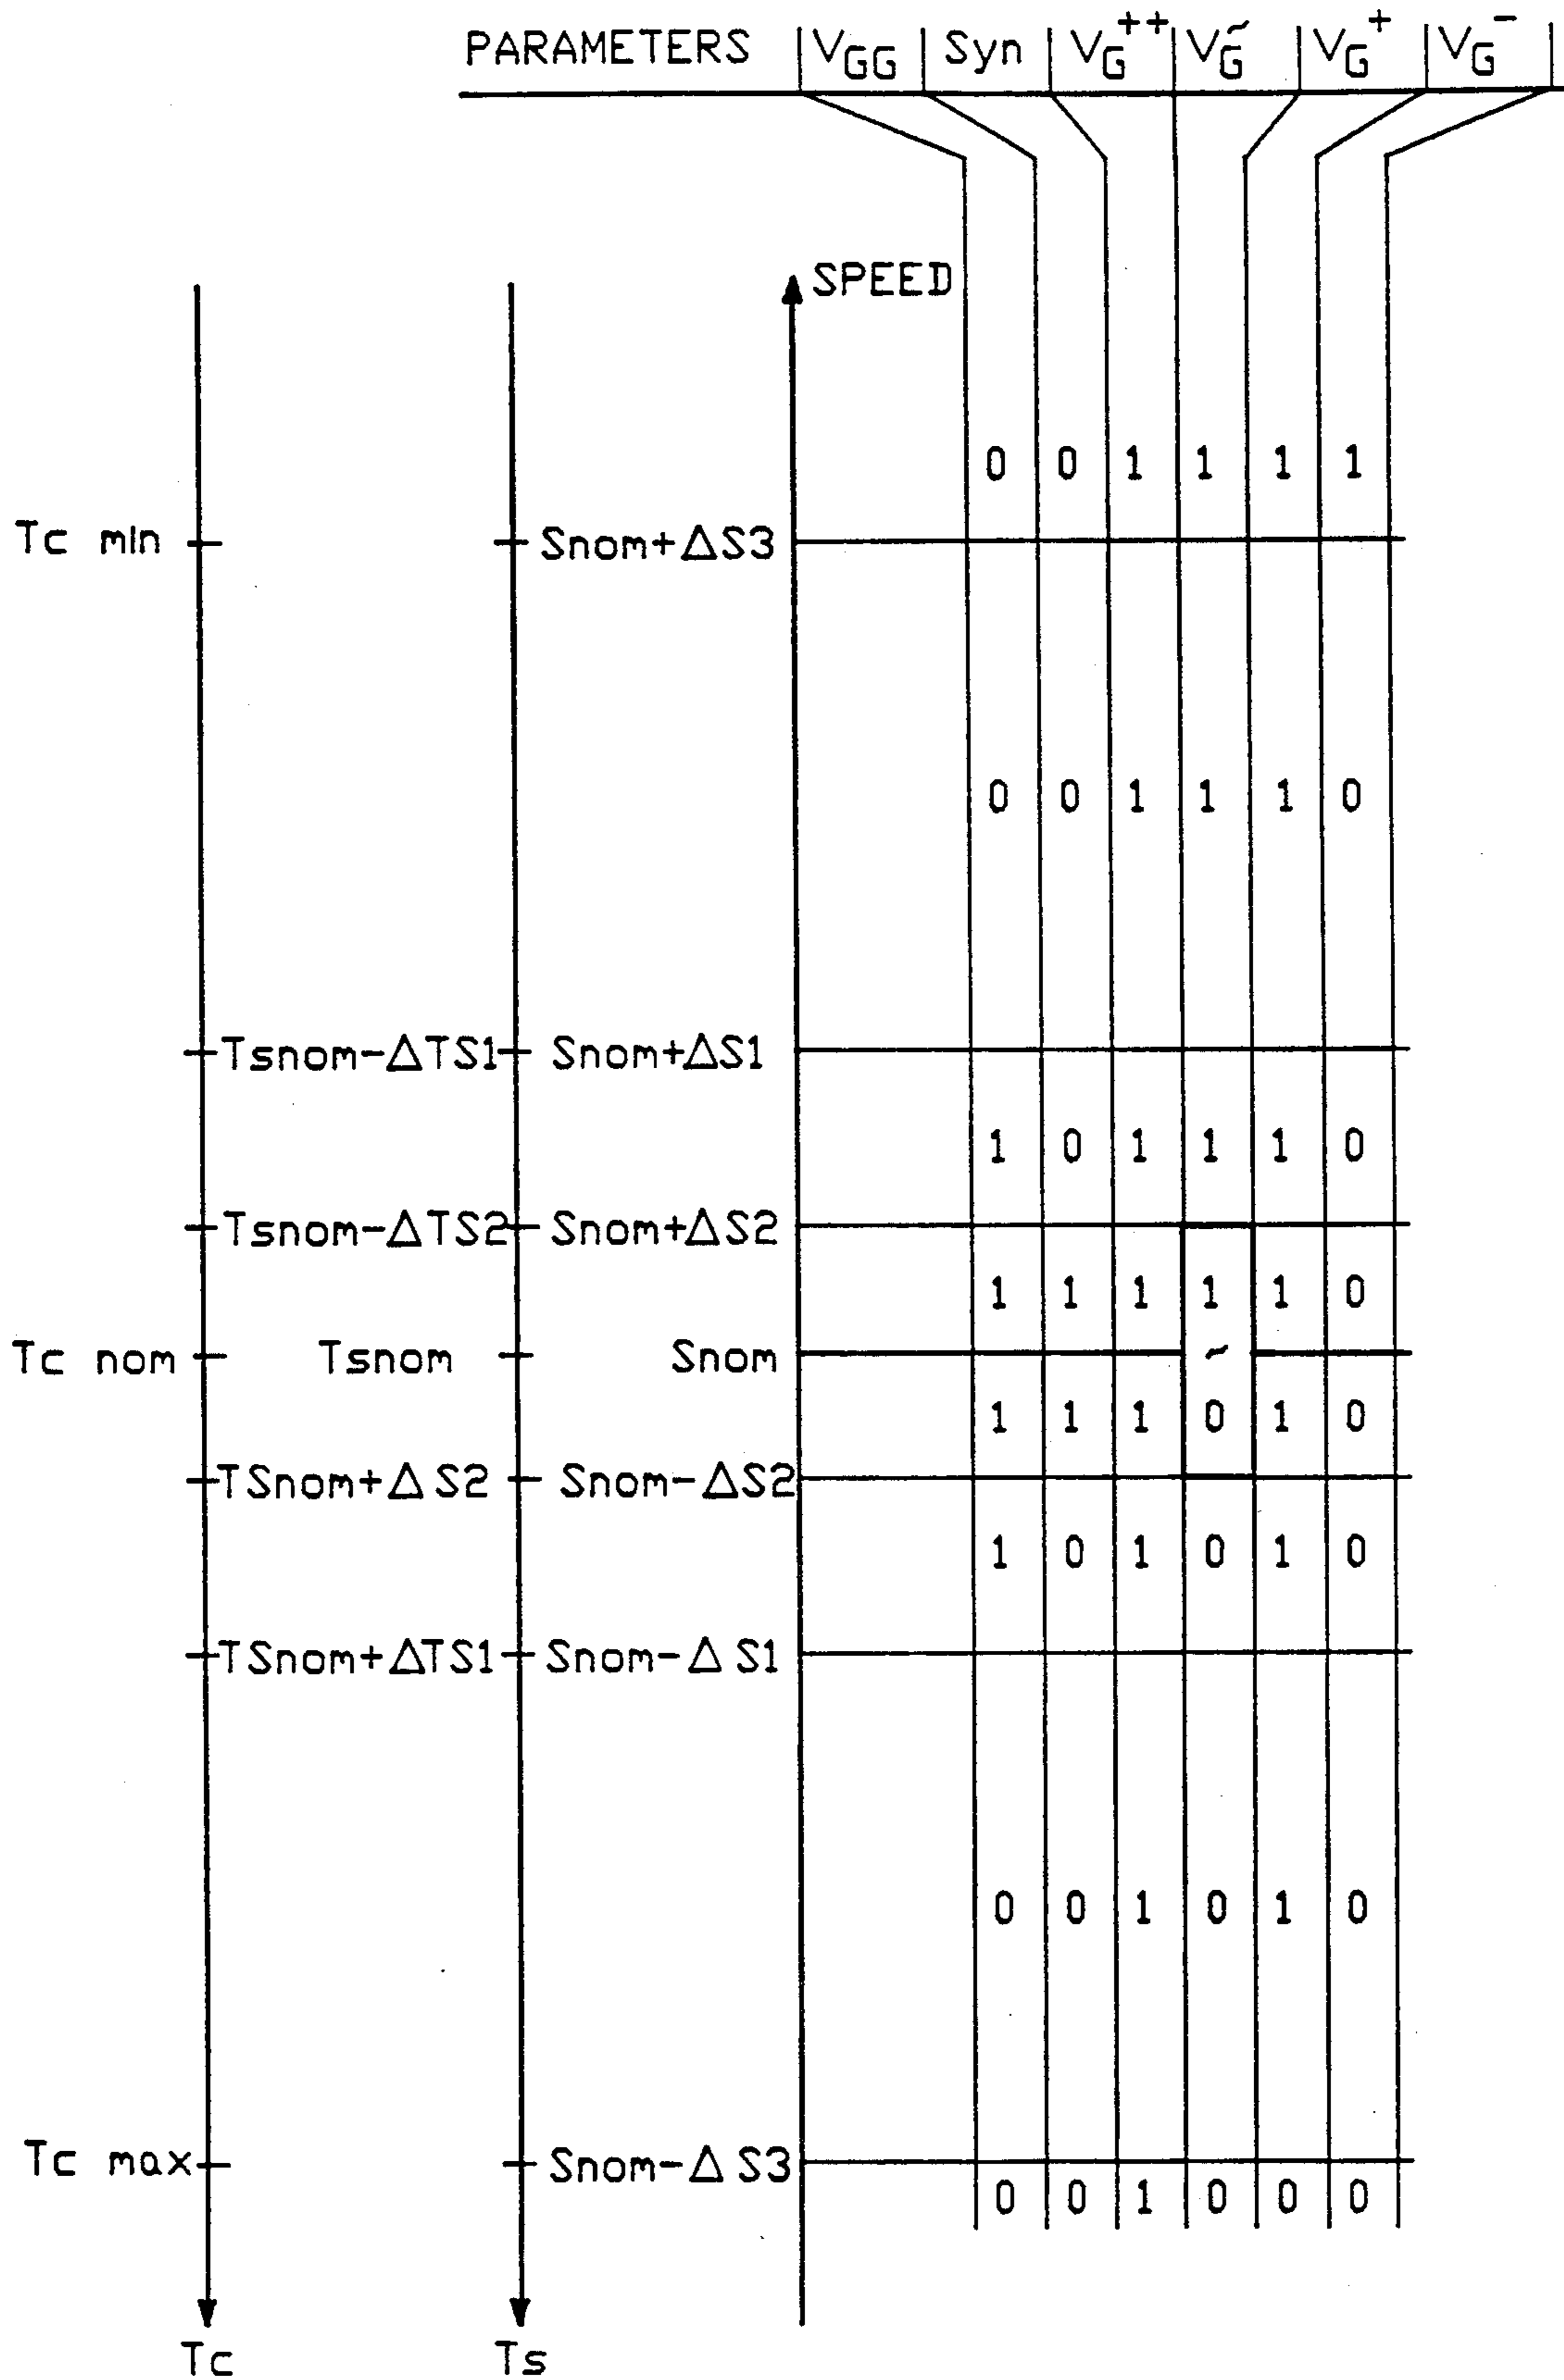 PARAMETERS | VGG | Syn | VG++ | VG~ | VG+ | VG- |
SPEED
0 0 1 1 1 1
Tc min Snom+ΔS3
0 0 1 1 1 0
Tsnom-ΔTS1 Snom+ΔS1
1 0 1 1 1 0
Tsnom-ΔTS2 Snom+ΔS2
1 1 1 1 1 0
Tc nom Tsnom Snom ~
1 1 1 0 1 0
TSnom+ΔS2 Snom-ΔS2
1 0 1 0 1 0
TSnom+ΔTS1 Snom-ΔS1
0 0 1 0 1 0
Tc max Snom-ΔS3
0 0 1 0 0 0
Tc Ts